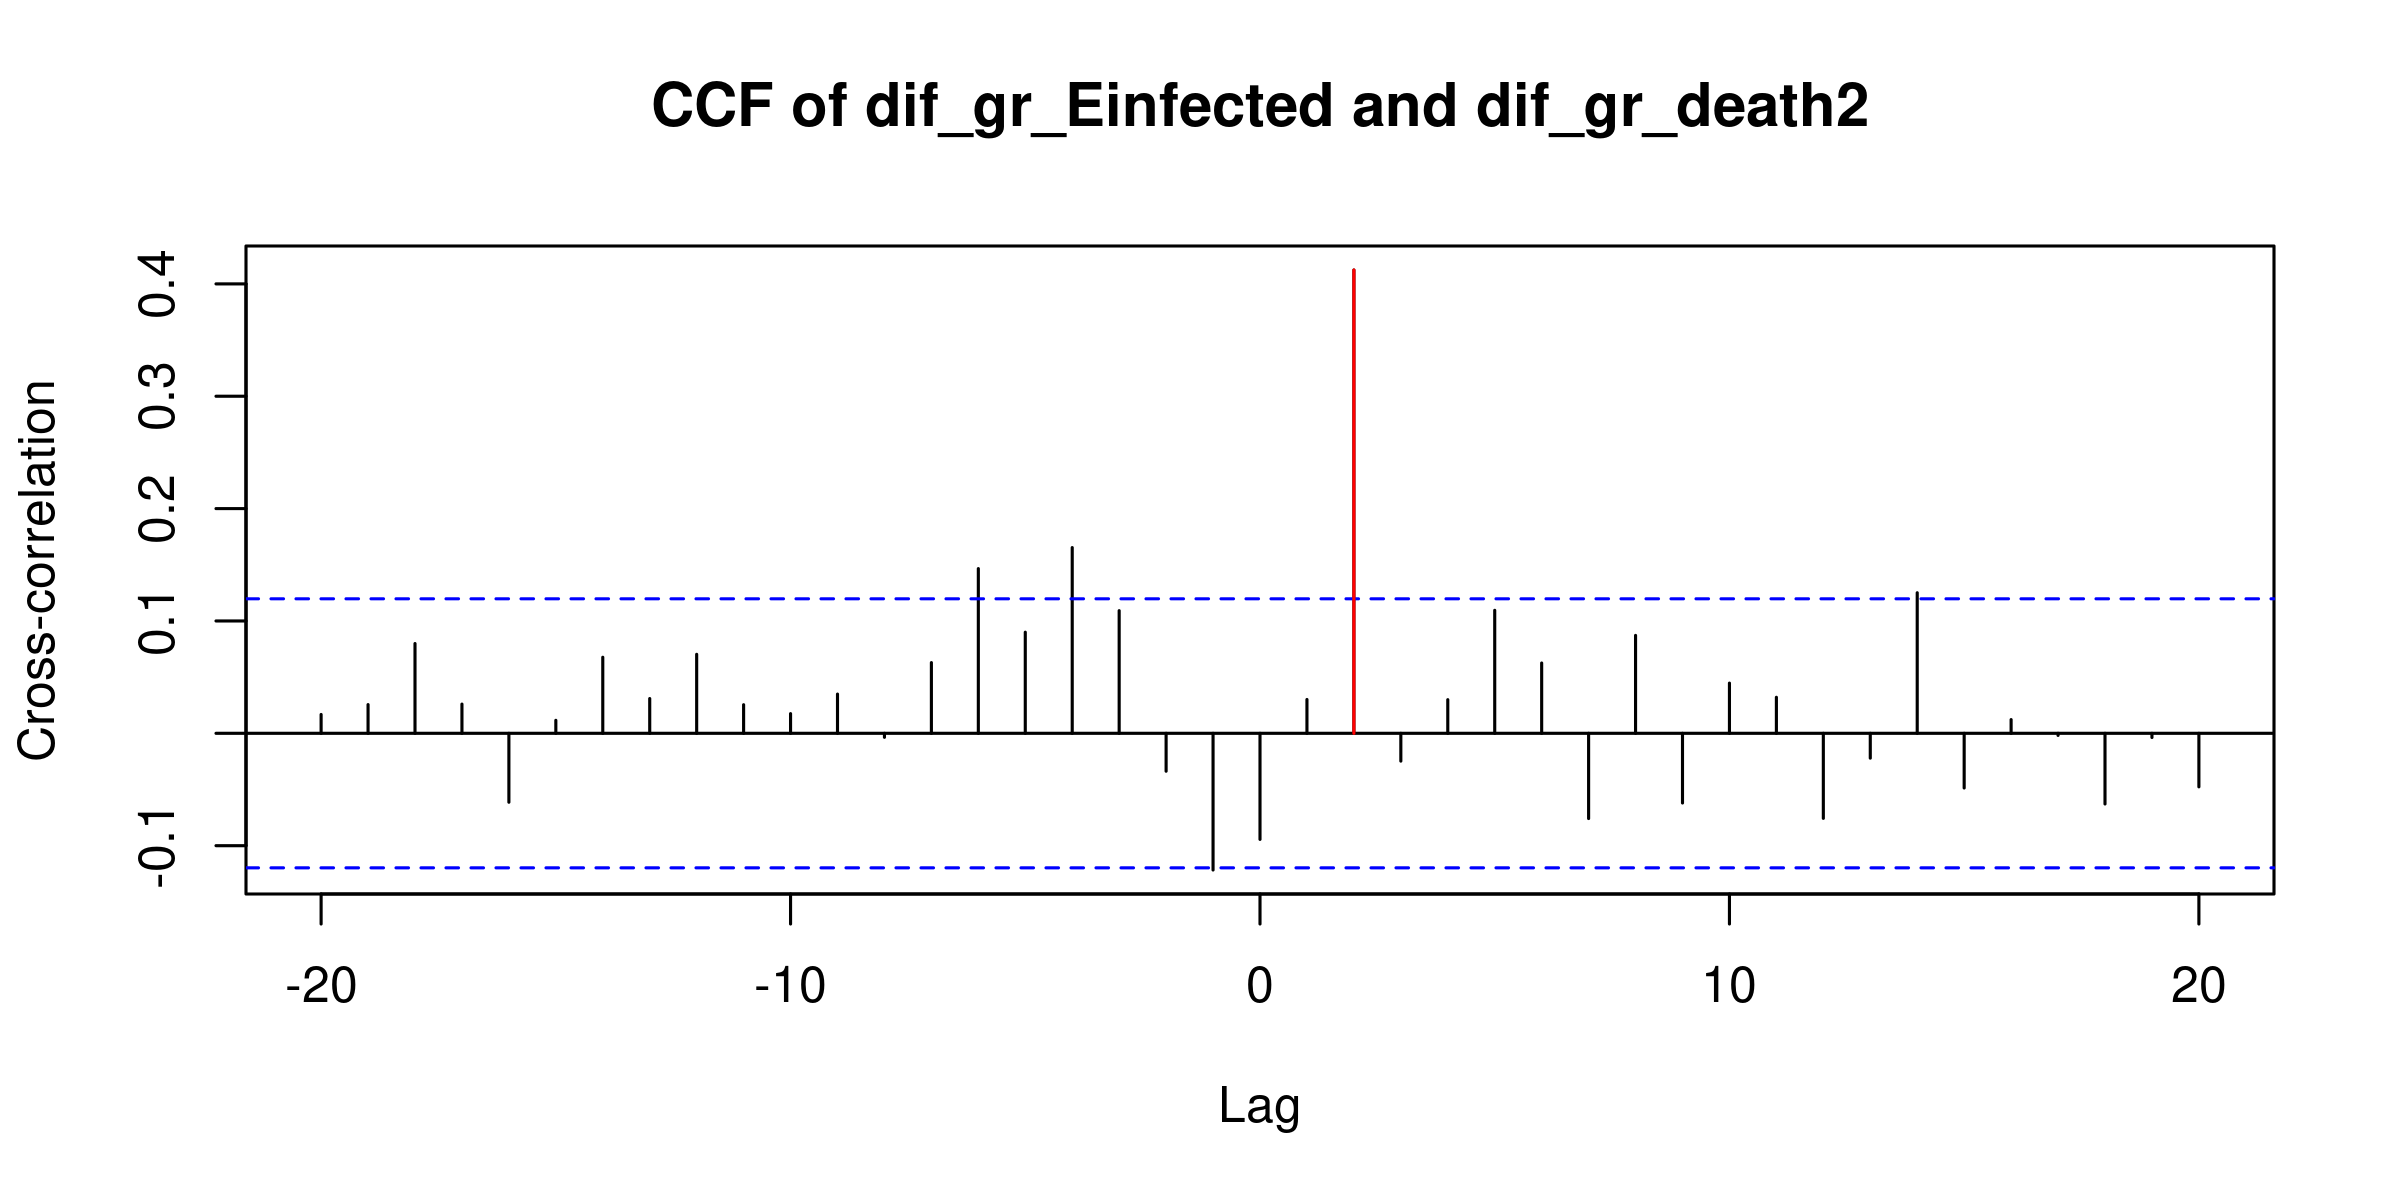 CCF of dif_gr_Einfected and dif_gr_death2
Cross-correlation
0.4
0.3
0.2
0.1
-0.1
-20 -10 0 10 20
Lag